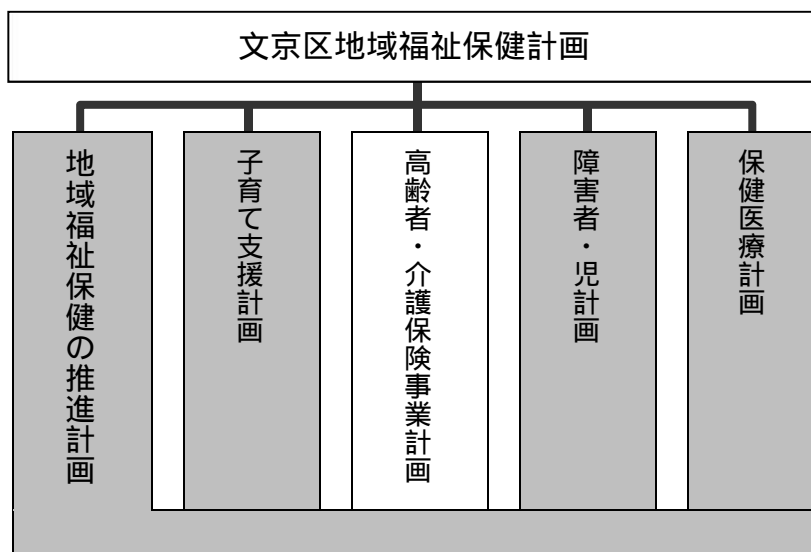 文京区地域福祉保健計画
地域福祉保健の推進計画
子育て支援計画
高齢者・介護保険事業計画
障害者・児計画
保健医療計画